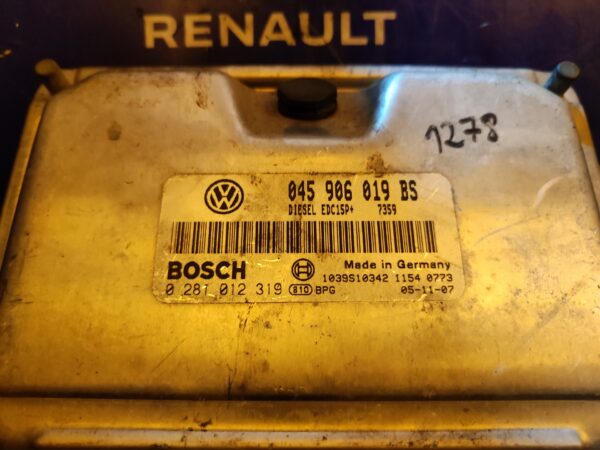 RENAULT
1278
045 906 019 BS
DIESEL EDC15P+ 7359
BOSCH
Made in Germany
1039S10342 1154 0773
0 281 012 319 810 BPG 05-11-07